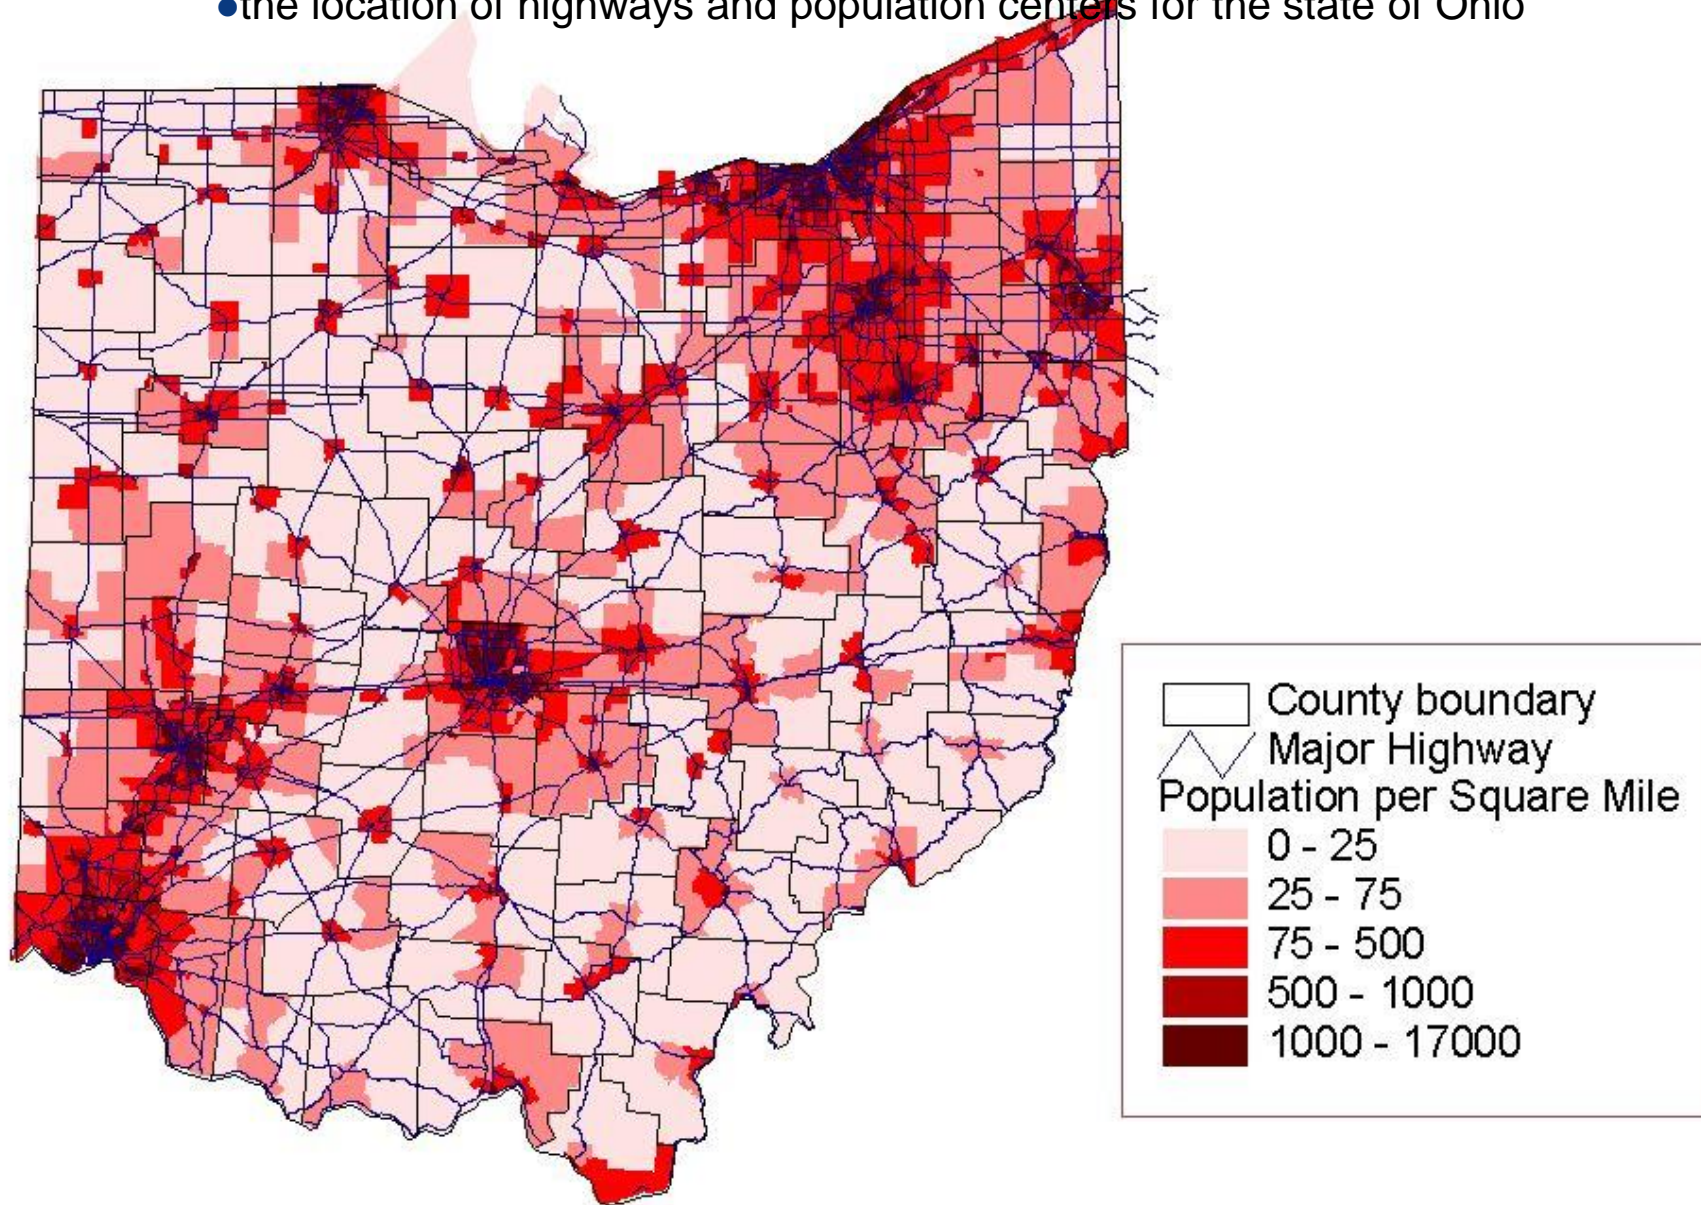 ●the location of highways and population centers for the state of Ohio
County boundary
Major Highway
Population per Square Mile
0 - 25
25 - 75
75 - 500
500 - 1000
1000 - 17000